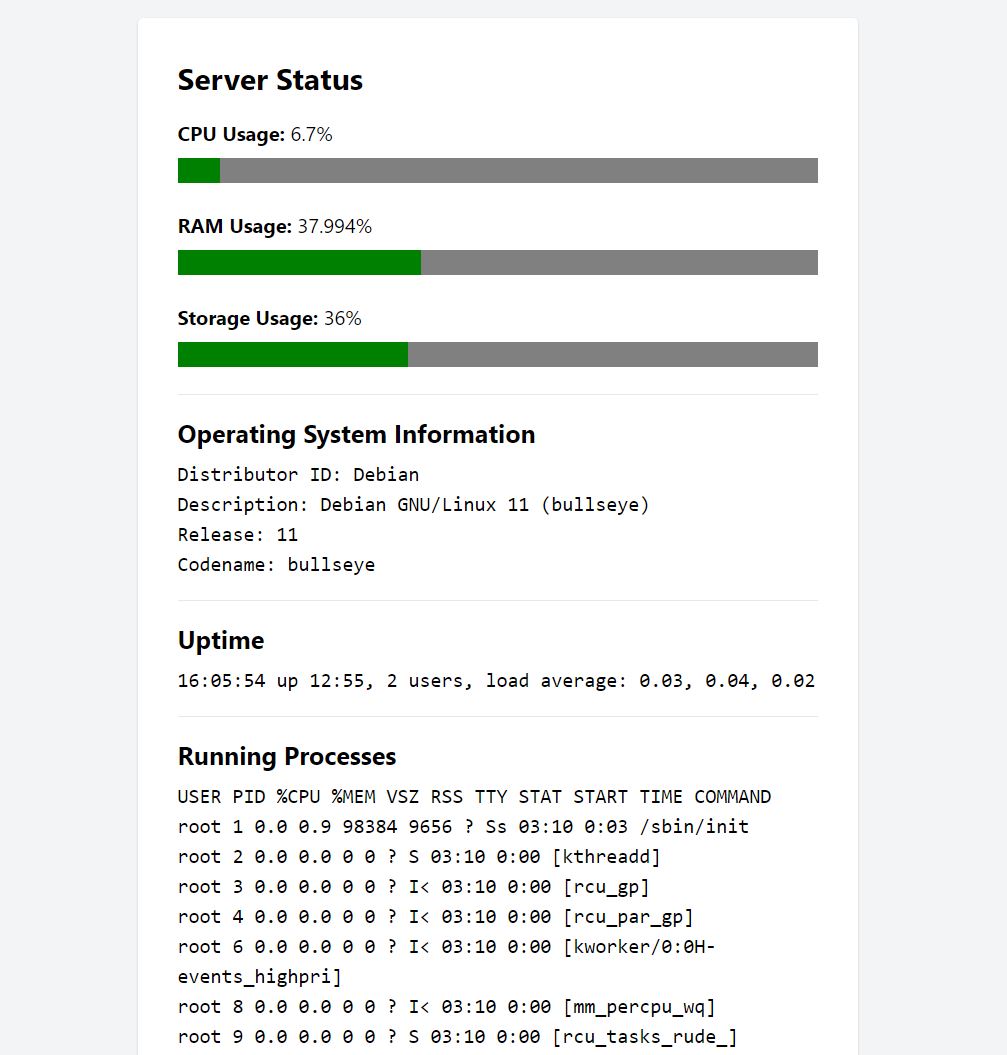 Server Status
CPU Usage: 6.7%
RAM Usage: 37.994%
Storage Usage: 36%
Operating System Information
Distributor ID: Debian
Description: Debian GNU/Linux 11 (bullseye)
Release: 11
Codename: bullseye
Uptime
16:05:54 up 12:55, 2 users, load average: 0.03, 0.04, 0.02
Running Processes
USER PID %CPU %MEM VSZ RSS TTY STAT START TIME COMMAND
root 1 0.0 0.9 98384 9656 ? Ss 03:10 0:03 /sbin/init
root 2 0.0 0.0 0 0 ? S 03:10 0:00 [kthreadd]
root 3 0.0 0.0 0 0 ? I< 03:10 0:00 [rcu_gp]
root 4 0.0 0.0 0 0 ? I< 03:10 0:00 [rcu_par_gp]
root 6 0.0 0.0 0 0 ? I< 03:10 0:00 [kworker/0:0H-
events_highpri]
root 8 0.0 0.0 0 0 ? I< 03:10 0:00 [mm_percpu_wq]
root 9 0.0 0.0 0 0 ? S 03:10 0:00 [rcu_tasks_rude_]